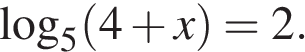 log₅(4 + x) = 2.